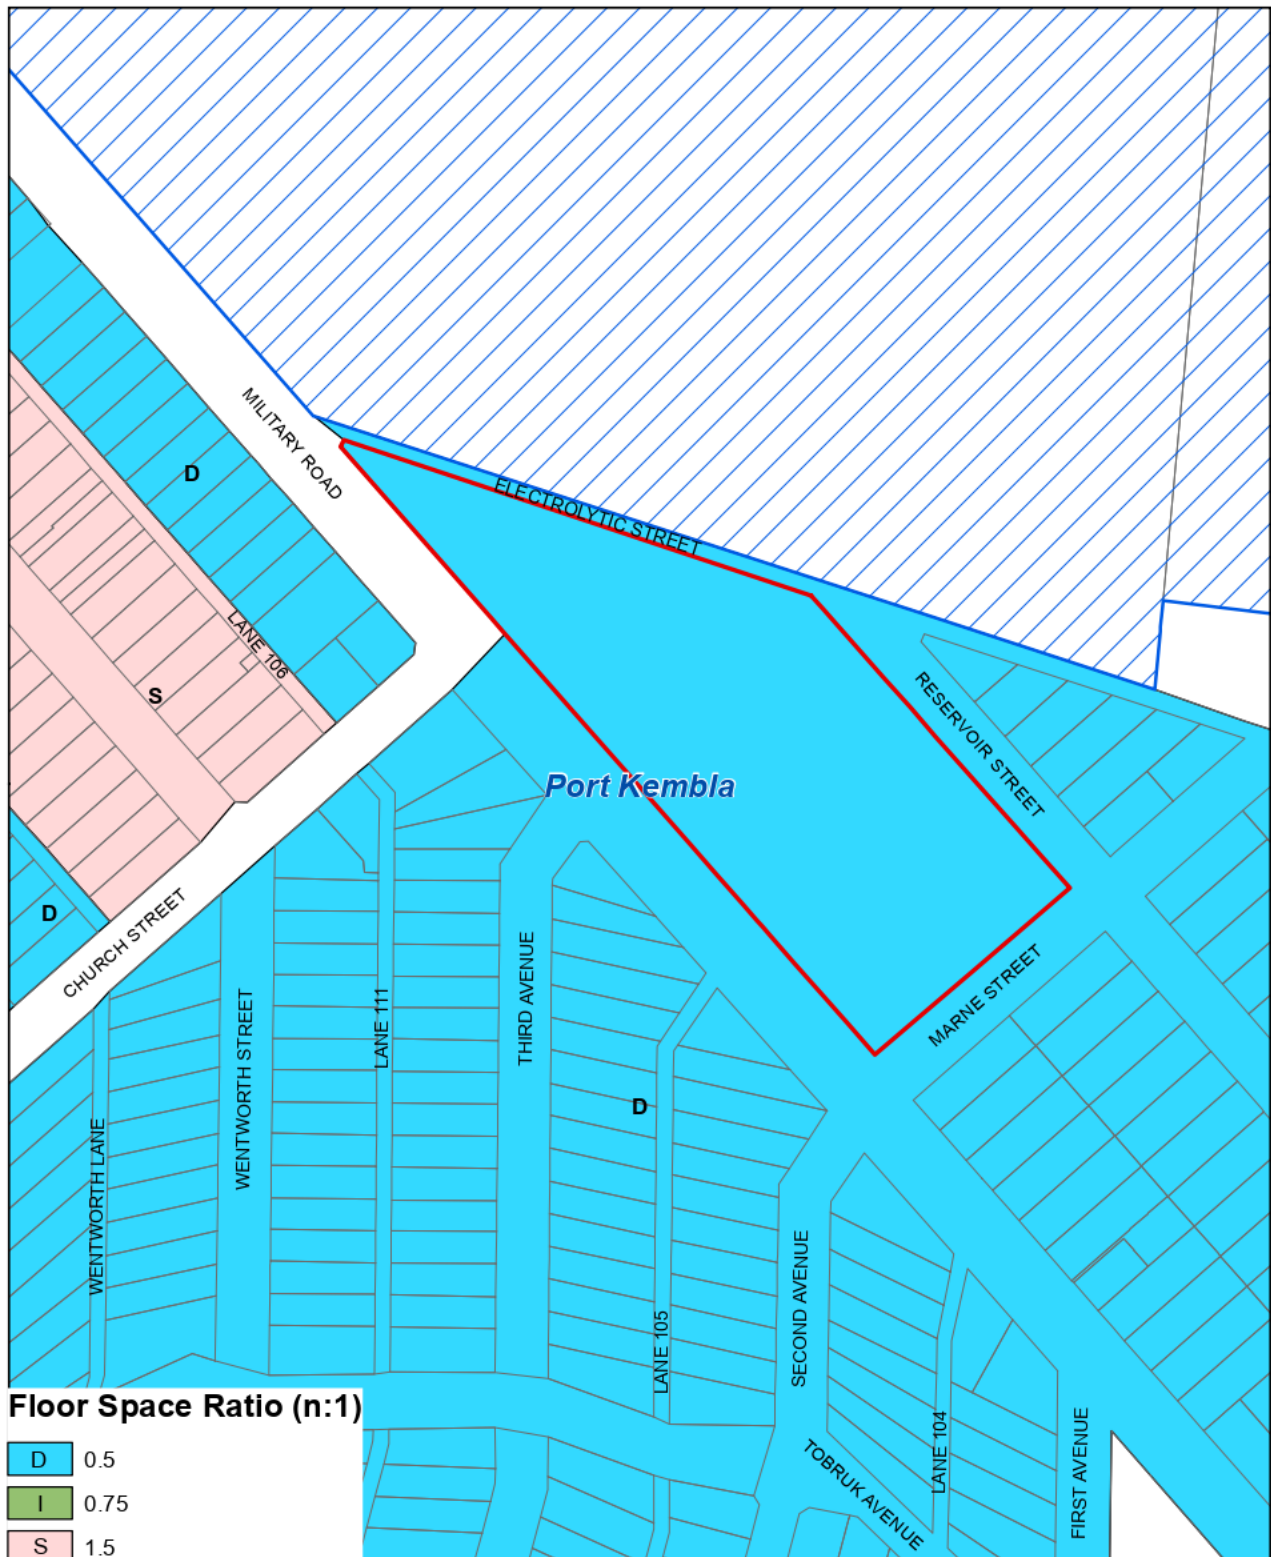 MILITARY ROAD
D
ELECTROLYTIC STREET
LANE 106
S
RESERVOIR STREET
Port Kembla
D
CHURCH STREET
THIRD AVENUE
MARNE STREET
LANE 111
WENTWORTH STREET
D
WENTWORTH LANE
SECOND AVENUE
LANE 105
Floor Space Ratio (n:1)
LANE 104
FIRST AVENUE
TOBRUK AVENUE
D 0.5
I 0.75
S 1.5